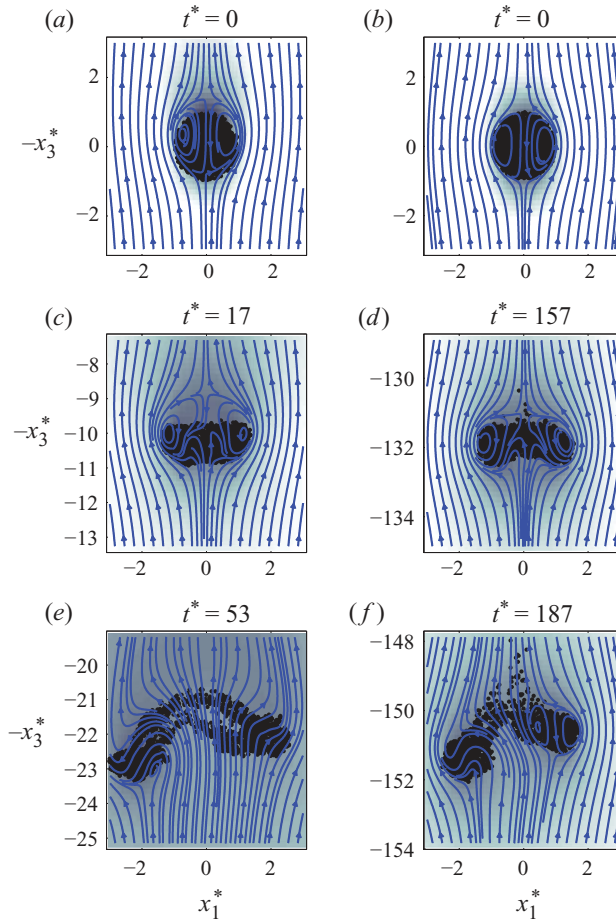 (a) t* = 0 (b) t* = 0
2 2
−x₃* 0 0
−2 −2
−2 0 2 −2 0 2
(c) t* = 17 (d) t* = 157
−8
−130
−9
−x₃* −10 −132
−11
−12 −134
−13
−2 0 2 −2 0 2
(e) t* = 53 (f) t* = 187
−20 −148
−21
−x₃* −22 −150
−23
−152
−24
−25 −154
−2 0 2 −2 0 2
x₁* x₁*